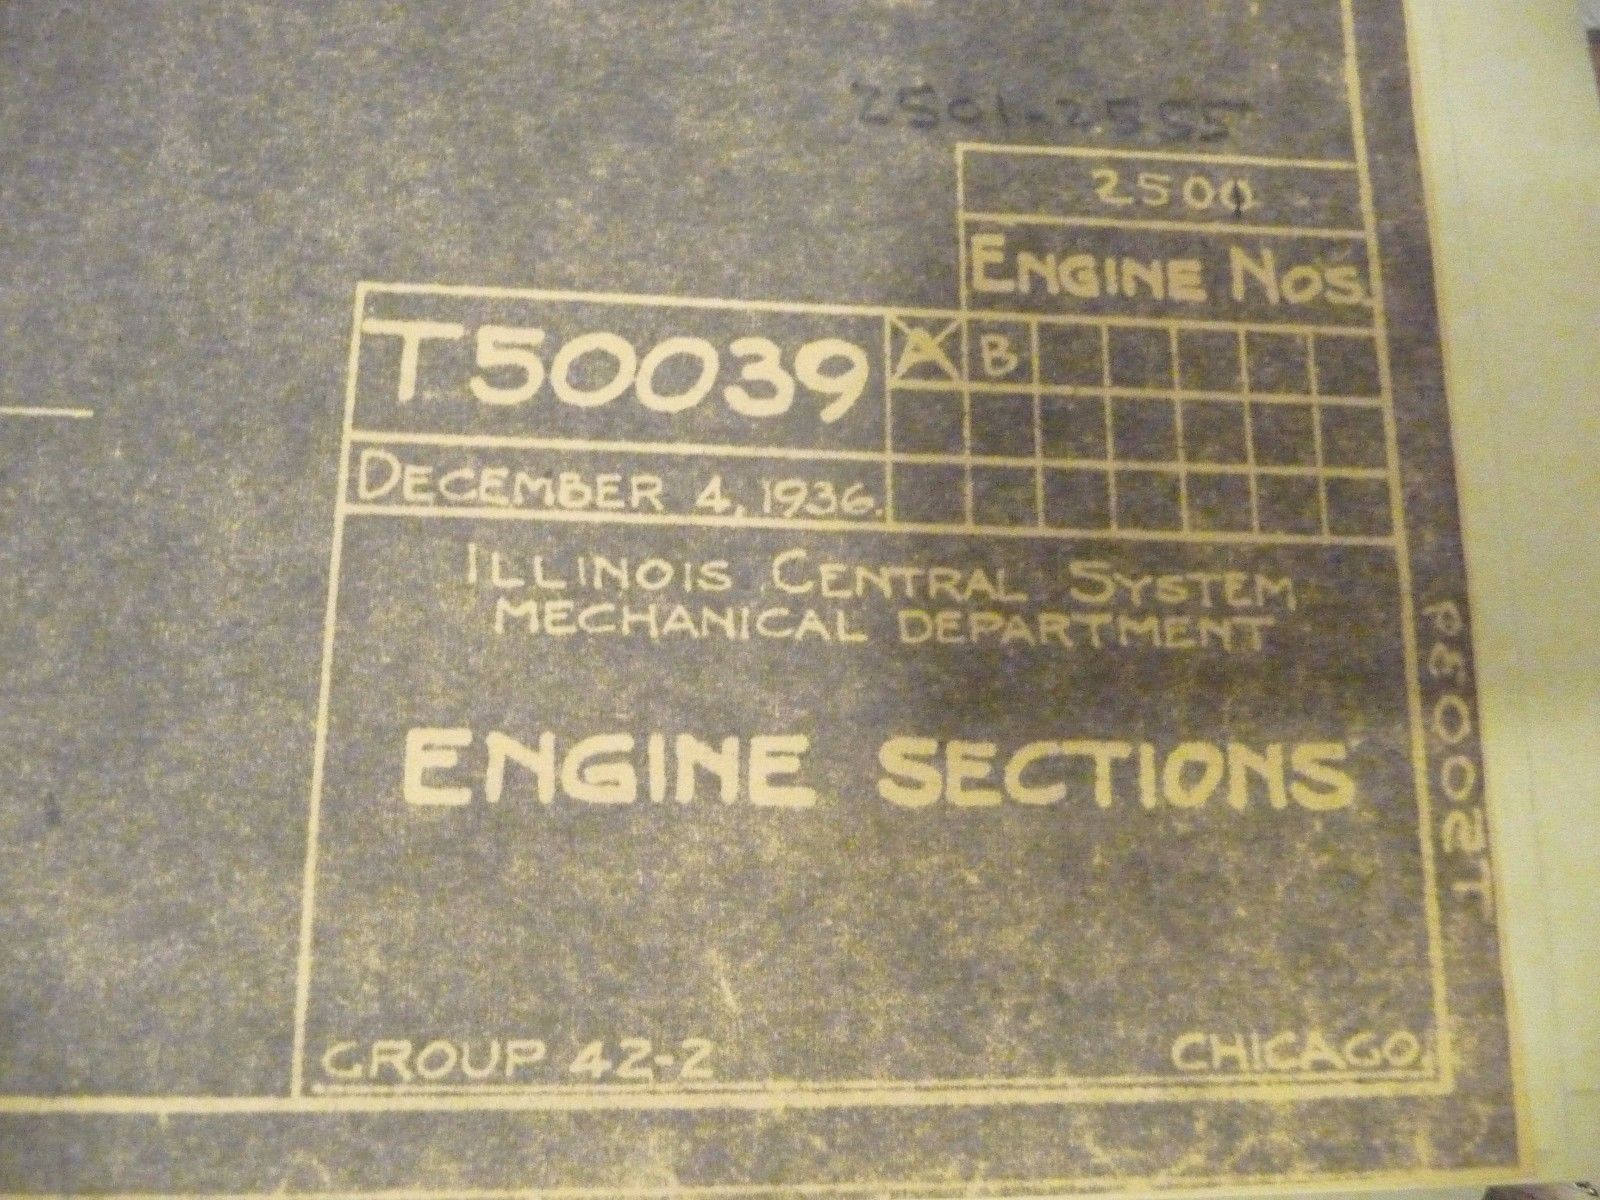 2501-2555
2500
ENGINE NOS.
T50039 A B
DECEMBER 4, 1936.
ILLINOIS CENTRAL SYSTEM
MECHANICAL DEPARTMENT
ENGINE SECTIONS
GROUP 42-2 CHICAGO.